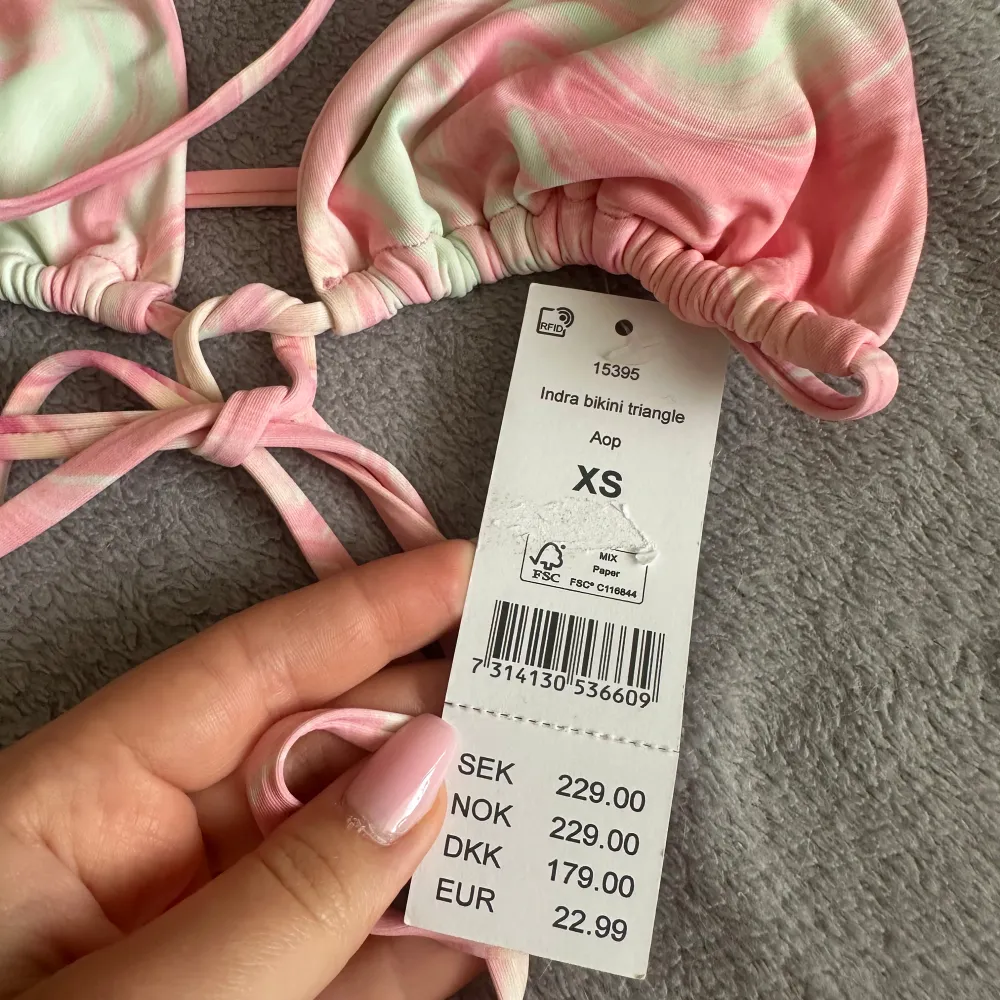 RFID
15395
Indra bikini triangle
Aop
XS
MIX
Paper
FSC
FSC® C116844
7 314130 536609
SEK 229.00
NOK 229.00
DKK 179.00
EUR 22.99